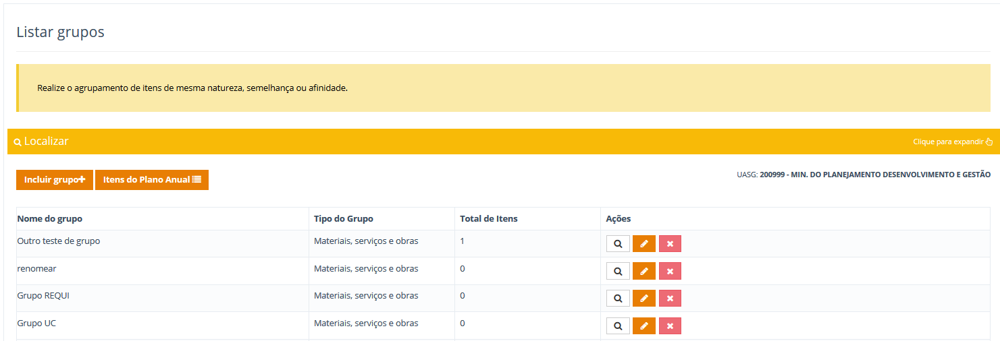 Listar grupos
Realize o agrupamento de itens de mesma natureza, semelhança ou afinidade.
Localizar
Clique para expandir
Incluir grupo
Itens do Plano Anual
UASG: 200999 - MIN. DO PLANEJAMENTO DESENVOLVIMENTO E GESTÃO
Nome do grupo Tipo do Grupo Total de Itens Ações
Outro teste de grupo Materiais, serviços e obras 1
renomear Materiais, serviços e obras 0
Grupo REQUI Materiais, serviços e obras 0
Grupo UC Materiais, serviços e obras 0